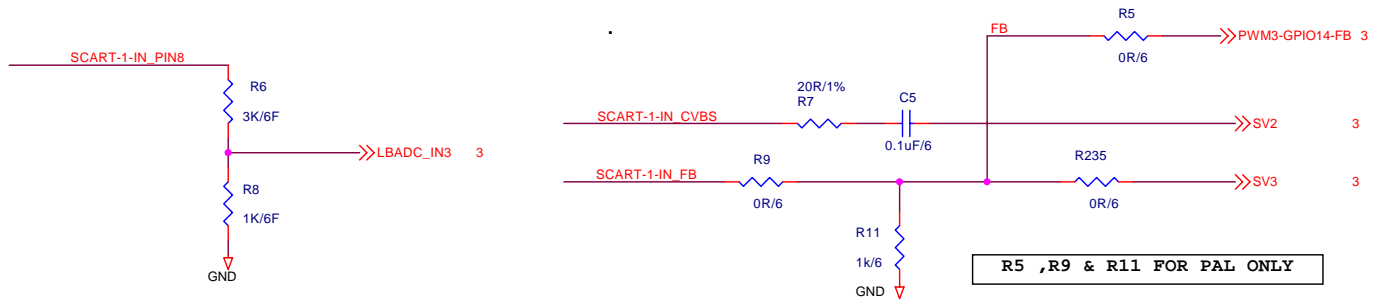 SCART-1-IN_PIN8
R6
3K/6F
LBADC_IN3 3
R8
1K/6F
GND
FB
R5
0R/6
PWM3-GPIO14-FB 3
20R/1%
R7
C5
SCART-1-IN_CVBS
0.1uF/6
SV2 3
SCART-1-IN_FB
R9
0R/6
R235
0R/6
SV3 3
R11
1k/6
GND
R5 ,R9 & R11 FOR PAL ONLY